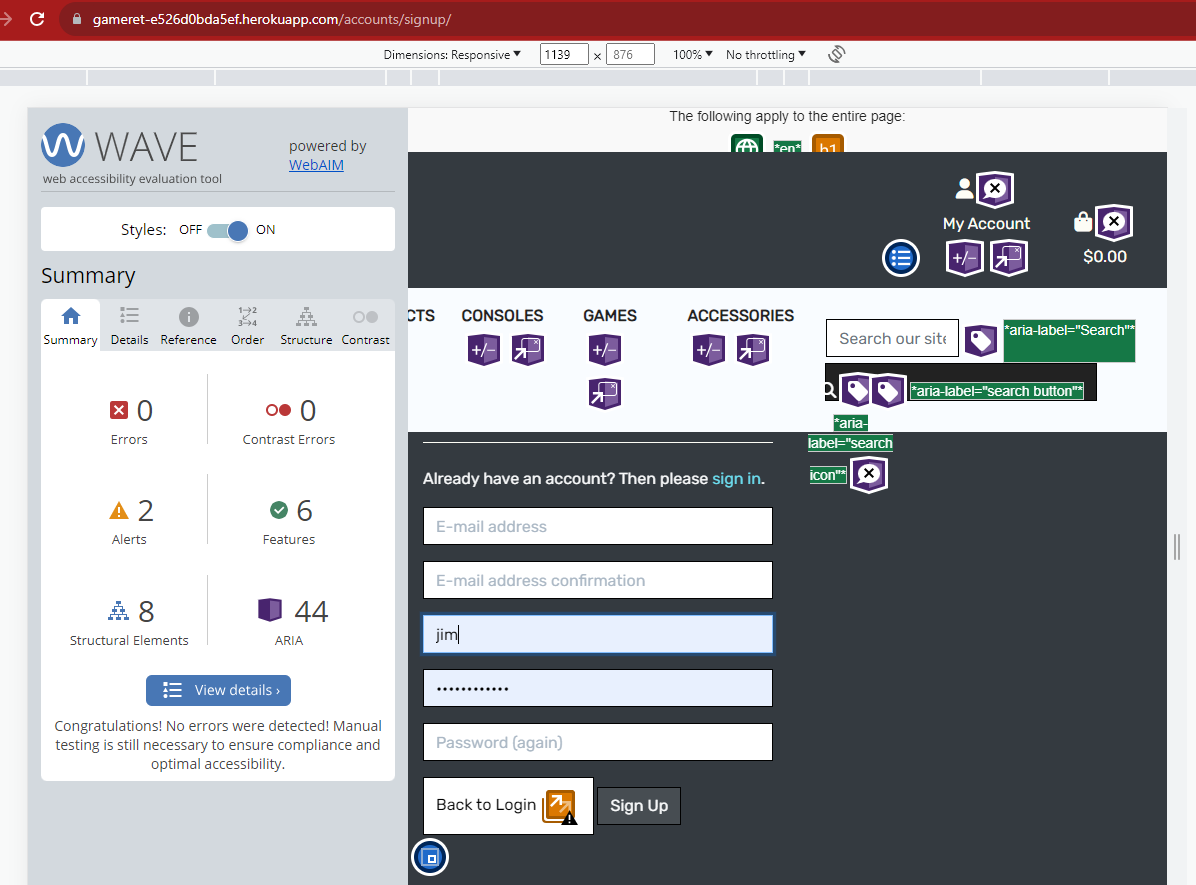 gameret-e526d0bda5ef.herokuapp.com/accounts/signup/
Dimensions: Responsive 1139 x 876 100% No throttling
WAVE
web accessibility evaluation tool
powered by
WebAIM
Styles: OFF ON
Summary
Summary Details Reference Order Structure Contrast
0
Errors
0
Contrast Errors
2
Alerts
6
Features
8
Structural Elements
44
ARIA
View details ›
Congratulations! No errors were detected! Manual
testing is still necessary to ensure compliance and
optimal accessibility.
The following apply to the entire page:
*en* h1
My Account
+/-
$0.00
CTS CONSOLES GAMES ACCESSORIES
+/- +/- +/-
Search our site
*aria-label="Search"*
*aria-label="search button"*
*aria-
label="search
icon"*
Already have an account? Then please sign in.
E-mail address
E-mail address confirmation
jim
••••••••••••
Password (again)
Back to Login Sign Up